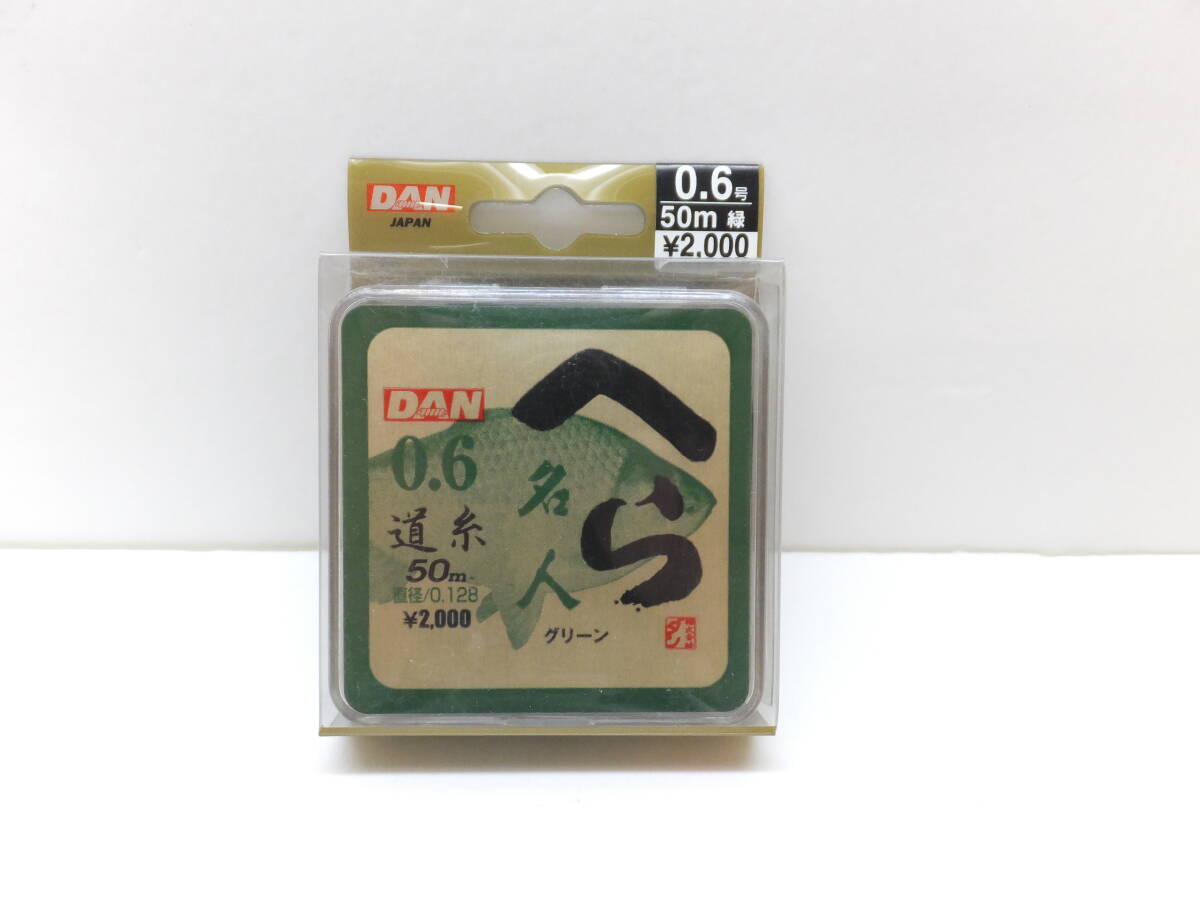 DAN
JAPAN
0.6号
50m 緑
¥2,000
DAN
0.6
道糸
50m
直径/0.128
¥2,000
へら
名人
グリーン